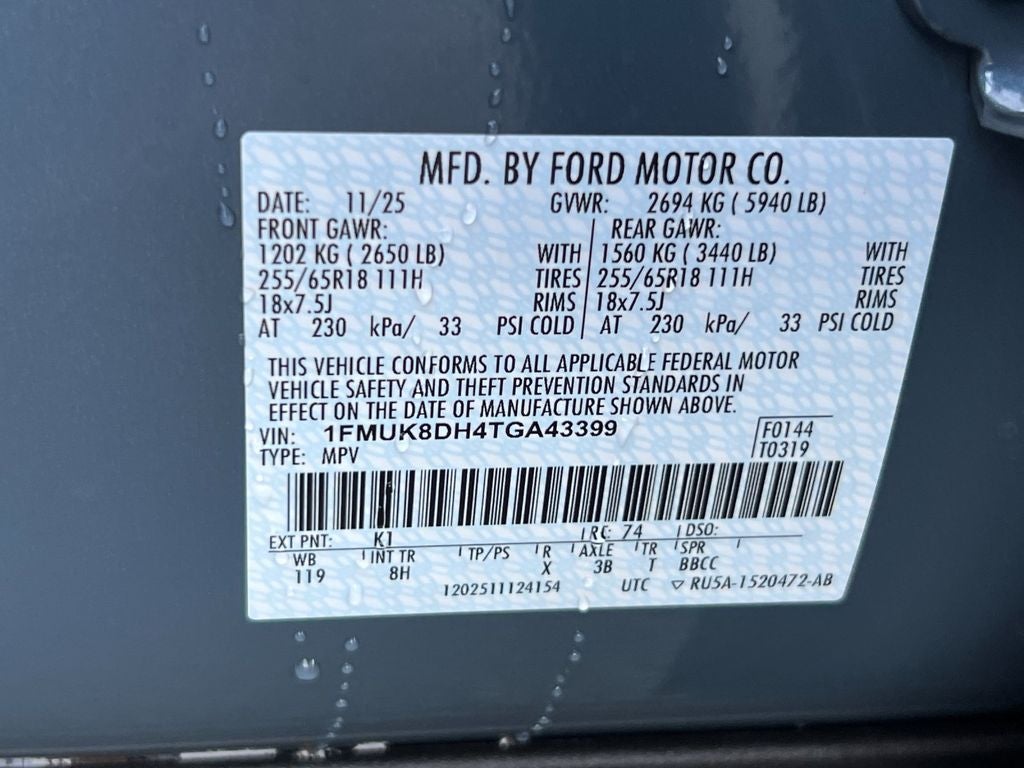 MFD. BY FORD MOTOR CO.
DATE: 11/25 GVWR: 2694 KG ( 5940 LB)
FRONT GAWR: REAR GAWR:
1202 KG ( 2650 LB) WITH 1560 KG ( 3440 LB) WITH
255/65R18 111H TIRES 255/65R18 111H TIRES
18x7.5J RIMS 18x7.5J RIMS
AT 230 kPa/ 33 PSI COLD AT 230 kPa/ 33 PSI COLD
THIS VEHICLE CONFORMS TO ALL APPLICABLE FEDERAL MOTOR
VEHICLE SAFETY AND THEFT PREVENTION STANDARDS IN
EFFECT ON THE DATE OF MANUFACTURE SHOWN ABOVE.
VIN: 1FMUK8DH4TGA43399 F0144
TYPE: MPV T0319
EXT PNT: K1 RC: 74 DSO:
WB INT TR TP/PS R AXLE TR SPR
119 8H X 3B T BBCC
1202511124154 UTC ▽ RU5A-1520472-AB